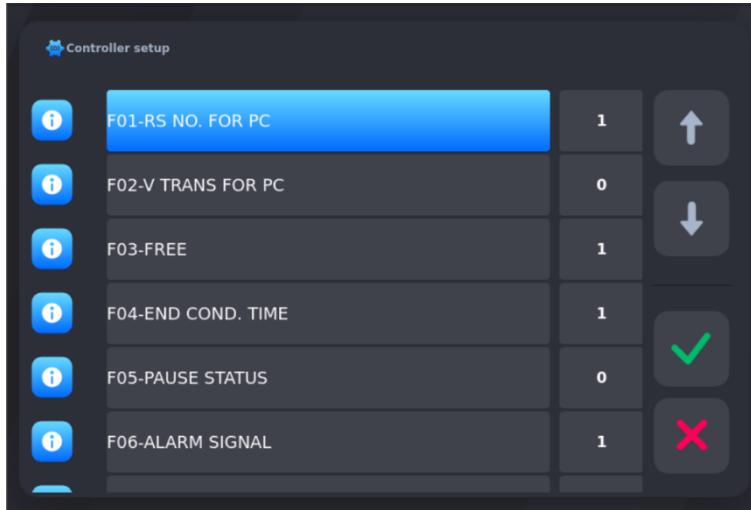 Controller setup
F01-RS NO. FOR PC 1
F02-V TRANS FOR PC 0
F03-FREE 1
F04-END COND. TIME 1
F05-PAUSE STATUS 0
F06-ALARM SIGNAL 1